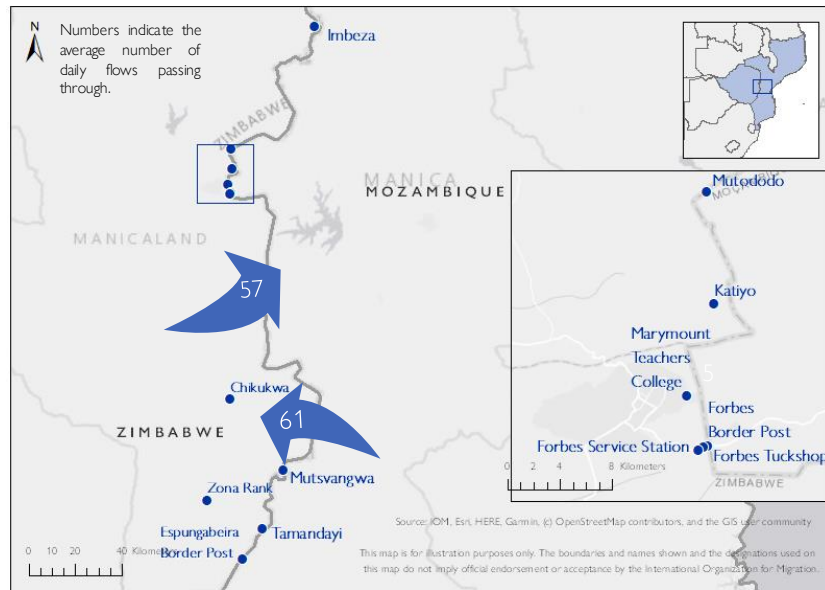 N
Numbers indicate the
average number of
daily flows passing
through.
Imbeza
ZIMBABWE
MANICA
MOZAMBIQUE
MANICALAND
57
Chikukwa
61
ZIMBABWE
Mutsvangwa
Zona Rank
Tamandayi
Espungabeira
Border Post
0 20 40 Kilometers
Mutododo
Katiyo
Marymount
Teachers
College
5
Forbes
Border Post
Forbes Service Station
Forbes Tuckshop
0 4 8 Kilometers
ZIMBABWE
Source: IOM, Esri, HERE, Garmin, (c) OpenStreetMap contributors, and the GIS user community
This map is for illustration purposes only. The boundaries and names shown and the designations used on
this map do not imply official endorsement or acceptance by the International Organization for Migration.